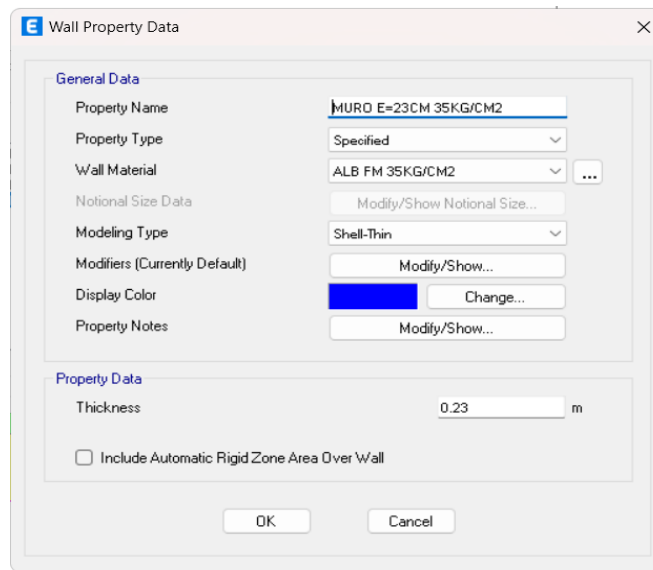 E Wall Property Data
General Data
Property Name MURO E=23CM 35KG/CM2
Property Type Specified
Wall Material ALB FM 35KG/CM2 ...
Notional Size Data Modify/Show Notional Size...
Modeling Type Shell-Thin
Modifiers (Currently Default) Modify/Show...
Display Color Change...
Property Notes Modify/Show...
Property Data
Thickness 0.23 m
Include Automatic Rigid Zone Area Over Wall
OK Cancel